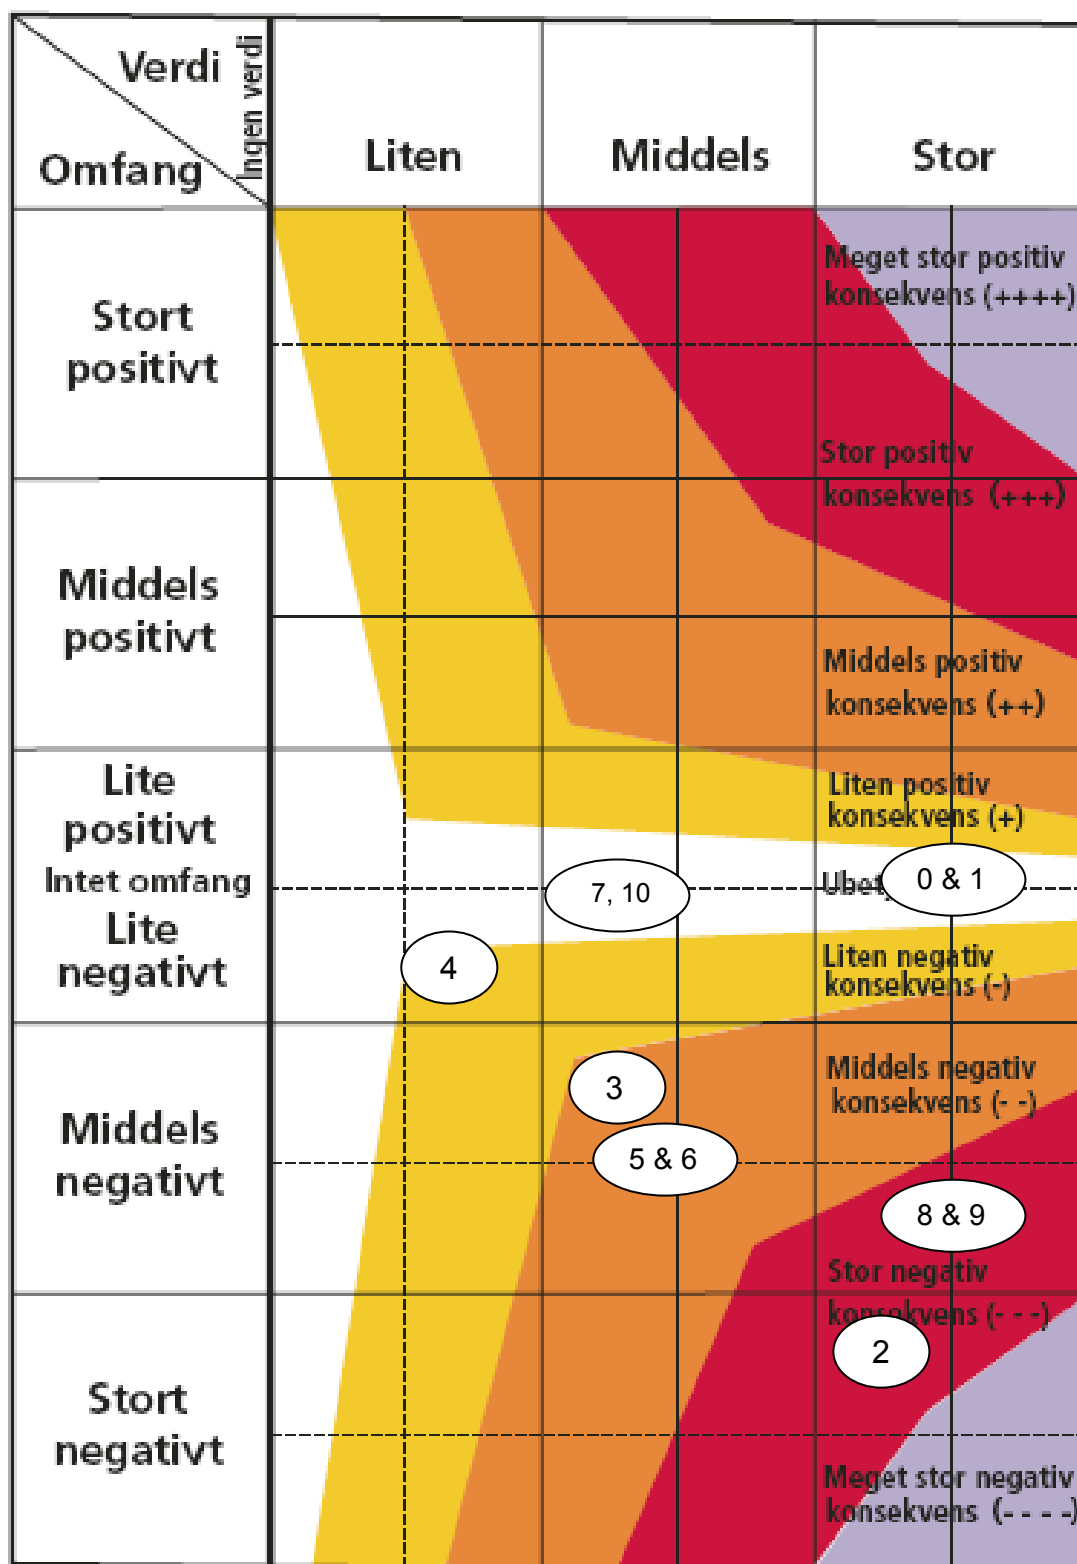 Verdi
Ingen verdi
Omfang
Liten
Middels
Stor
Stort
positivt
Meget stor positiv
konsekvens (++++)
Stor positiv
konsekvens (+++)
Middels
positivt
Middels positiv
konsekvens (++)
Lite
positivt
Liten positiv
konsekvens (+)
Intet omfang
7, 10
0 & 1
Lite
negativt
4
Liten negativ
konsekvens (-)
Middels
negativt
3
Middels negativ
konsekvens (- -)
5 & 6
8 & 9
Stor negativ
konsekvens (- - -)
2
Stort
negativt
Meget stor negativ
konsekvens (- - - -)